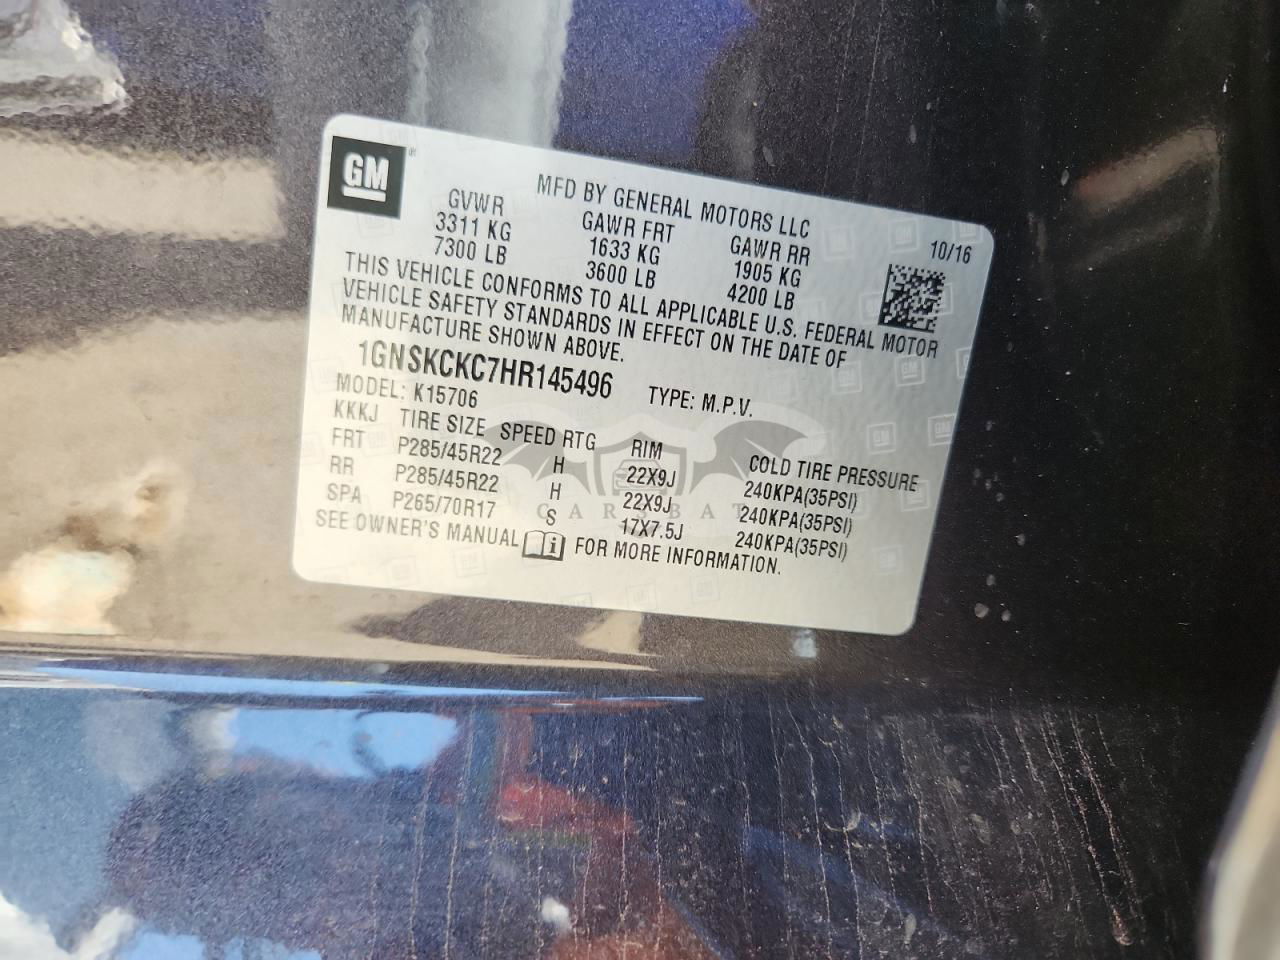 GM
MFD BY GENERAL MOTORS LLC
GVWR GAWR FRT GAWR RR 10/16
3311 KG 1633 KG 1905 KG
7300 LB 3600 LB 4200 LB
THIS VEHICLE CONFORMS TO ALL APPLICABLE U.S. FEDERAL MOTOR
VEHICLE SAFETY STANDARDS IN EFFECT ON THE DATE OF
MANUFACTURE SHOWN ABOVE.
1GNSKCKC7HR145496 TYPE: M.P.V.
MODEL: K15706
KKKJ TIRE SIZE SPEED RTG RIM COLD TIRE PRESSURE
FRT P285/45R22 H 22X9J 240KPA(35PSI)
RR P285/45R22 H 22X9J 240KPA(35PSI)
SPA P265/70R17 S 17X7.5J 240KPA(35PSI)
SEE OWNER'S MANUAL i FOR MORE INFORMATION.
CARSBAT